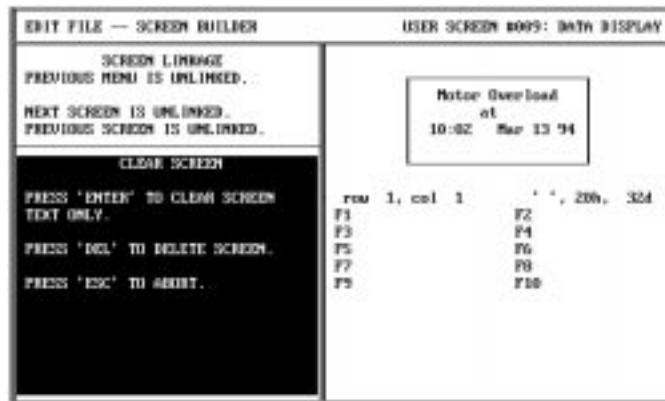 EDIT FILE -- SCREEN BUILDER
USER SCREEN #009: DATA DISPLAY
SCREEN LINKAGE
PREVIOUS MENU IS UNLINKED.
NEXT SCREEN IS UNLINKED.
PREVIOUS SCREEN IS UNLINKED.
CLEAR SCREEN
PRESS 'ENTER' TO CLEAR SCREEN
TEXT ONLY.
PRESS 'DEL' TO DELETE SCREEN.
PRESS 'ESC' TO ABORT.
Motor Overload
at
10:02 Mar 13 94
row 1, col 1 ' ', 20h, 32d
F1 F2
F3 F4
F5 F6
F7 F8
F9 F10